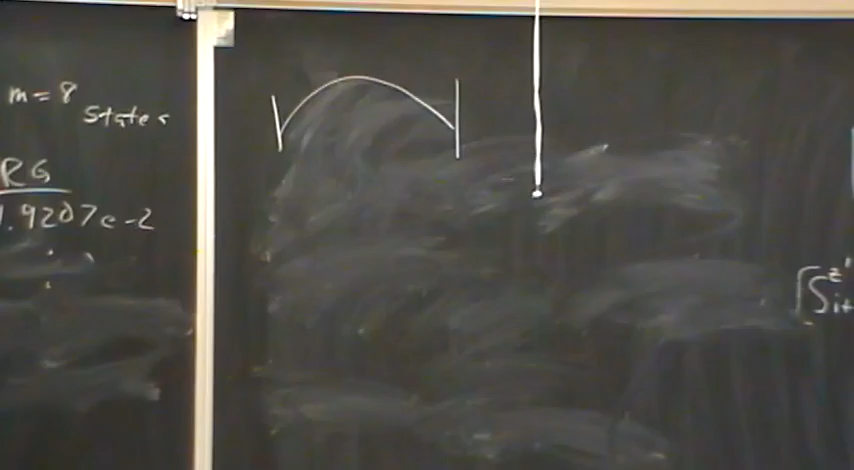 m = 8
States
RG
1.9207e-2